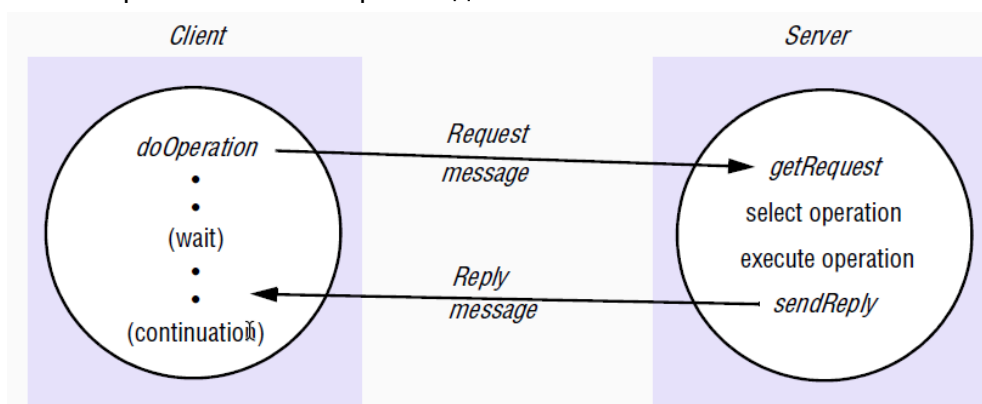 Client
Server
doOperation
(wait)
(continuation)
Request
message
Reply
message
getRequest
select operation
execute operation
sendReply